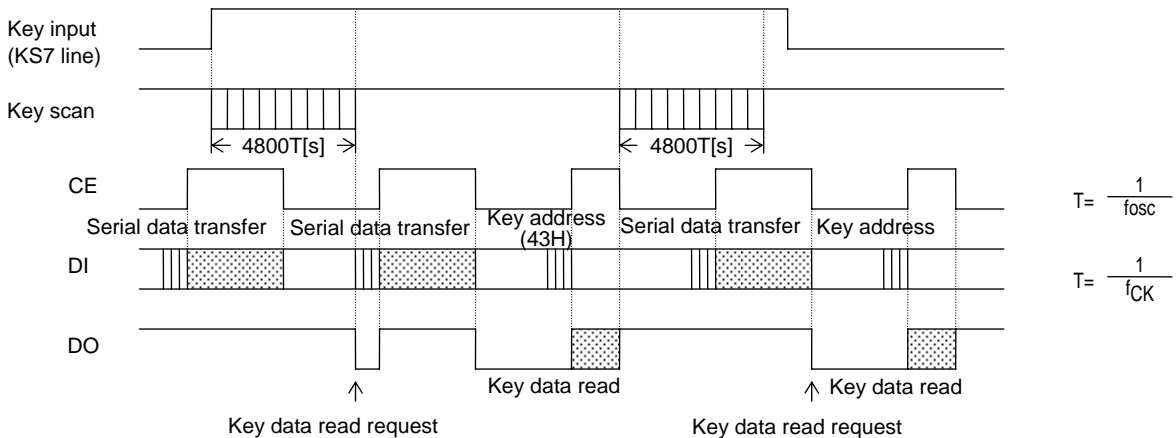 Key input
(KS7 line)
Key scan
4800T[s]
4800T[s]
CE
Serial data transfer
Serial data transfer
Key address
(43H)
Serial data transfer
Key address
T= 1
fosc
DI
T= 1
fCK
DO
Key data read
Key data read
Key data read request
Key data read request